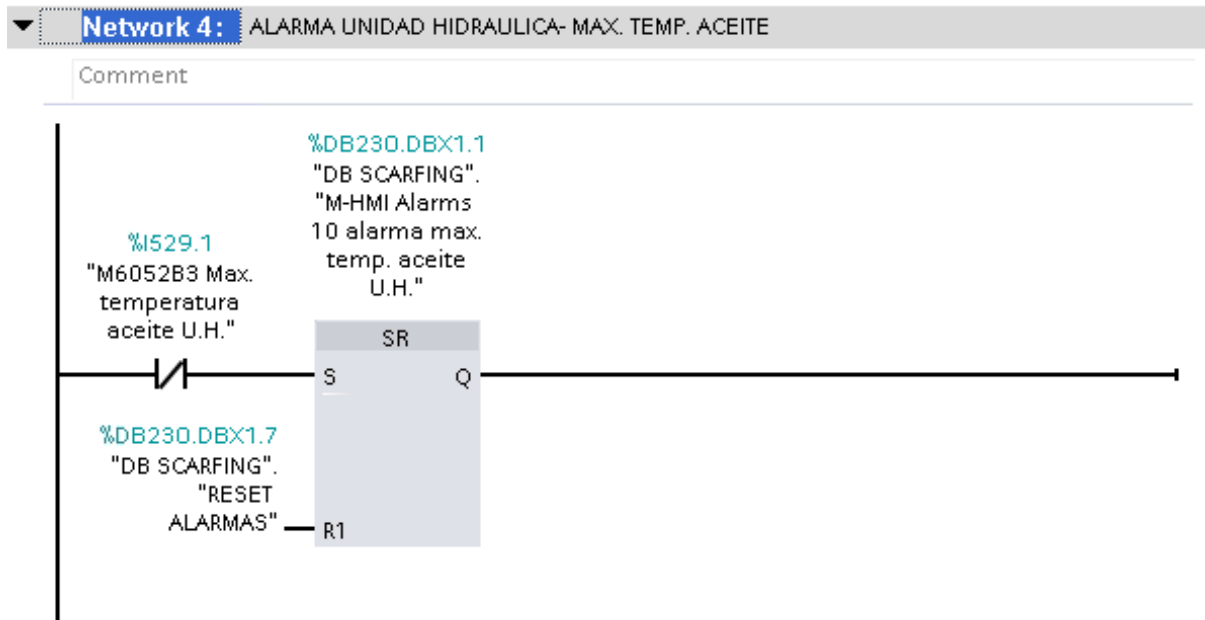 Network 4: ALARMA UNIDAD HIDRAULICA- MAX. TEMP. ACEITE
Comment
%DB230.DBX1.1
"DB SCARFING".
"M-HMI Alarms
10 alarma max.
temp. aceite
U.H."
%I529.1
"M6052B3 Max.
temperatura
aceite U.H."
SR
S
Q
%DB230.DBX1.7
"DB SCARFING".
"RESET
ALARMAS"
R1